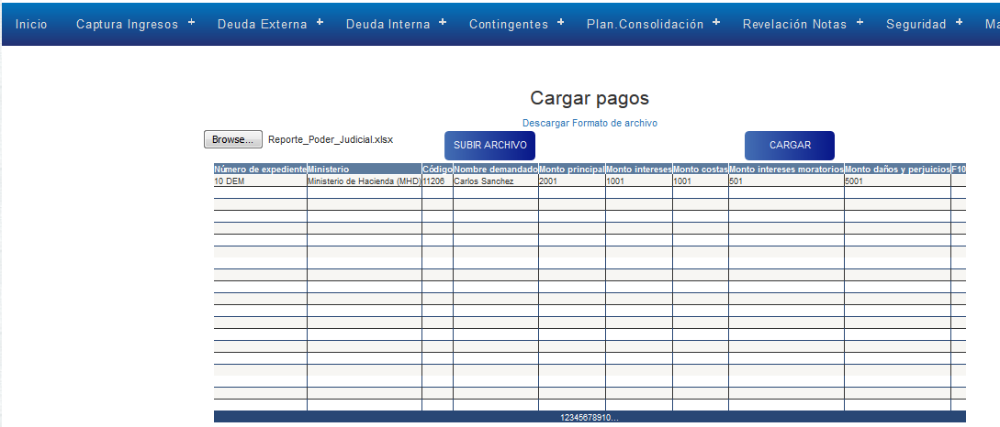 Inicio Captura Ingresos + Deuda Externa + Deuda Interna + Contingentes + Plan.Consolidación + Revelación Notas + Seguridad + Ma
Cargar pagos
Descargar Formato de archivo
Browse... Reporte_Poder_Judicial.xlsx SUBIR ARCHIVO CARGAR
Número de expediente Ministerio Código Nombre demandado Monto principal Monto intereses Monto costas Monto intereses moratorios Monto daños y perjuicios F10
10 DEM Ministerio de Hacienda (MHD) 11206 Carlos Sanchez 2001 1001 1001 501 5001
12345678910...